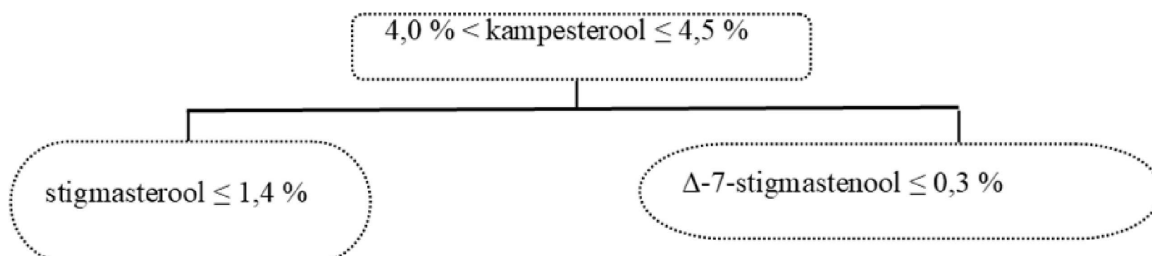 4,0 % < kampesterool ≤ 4,5 %
stigmasterool ≤ 1,4 %
Δ-7-stigmastenool ≤ 0,3 %